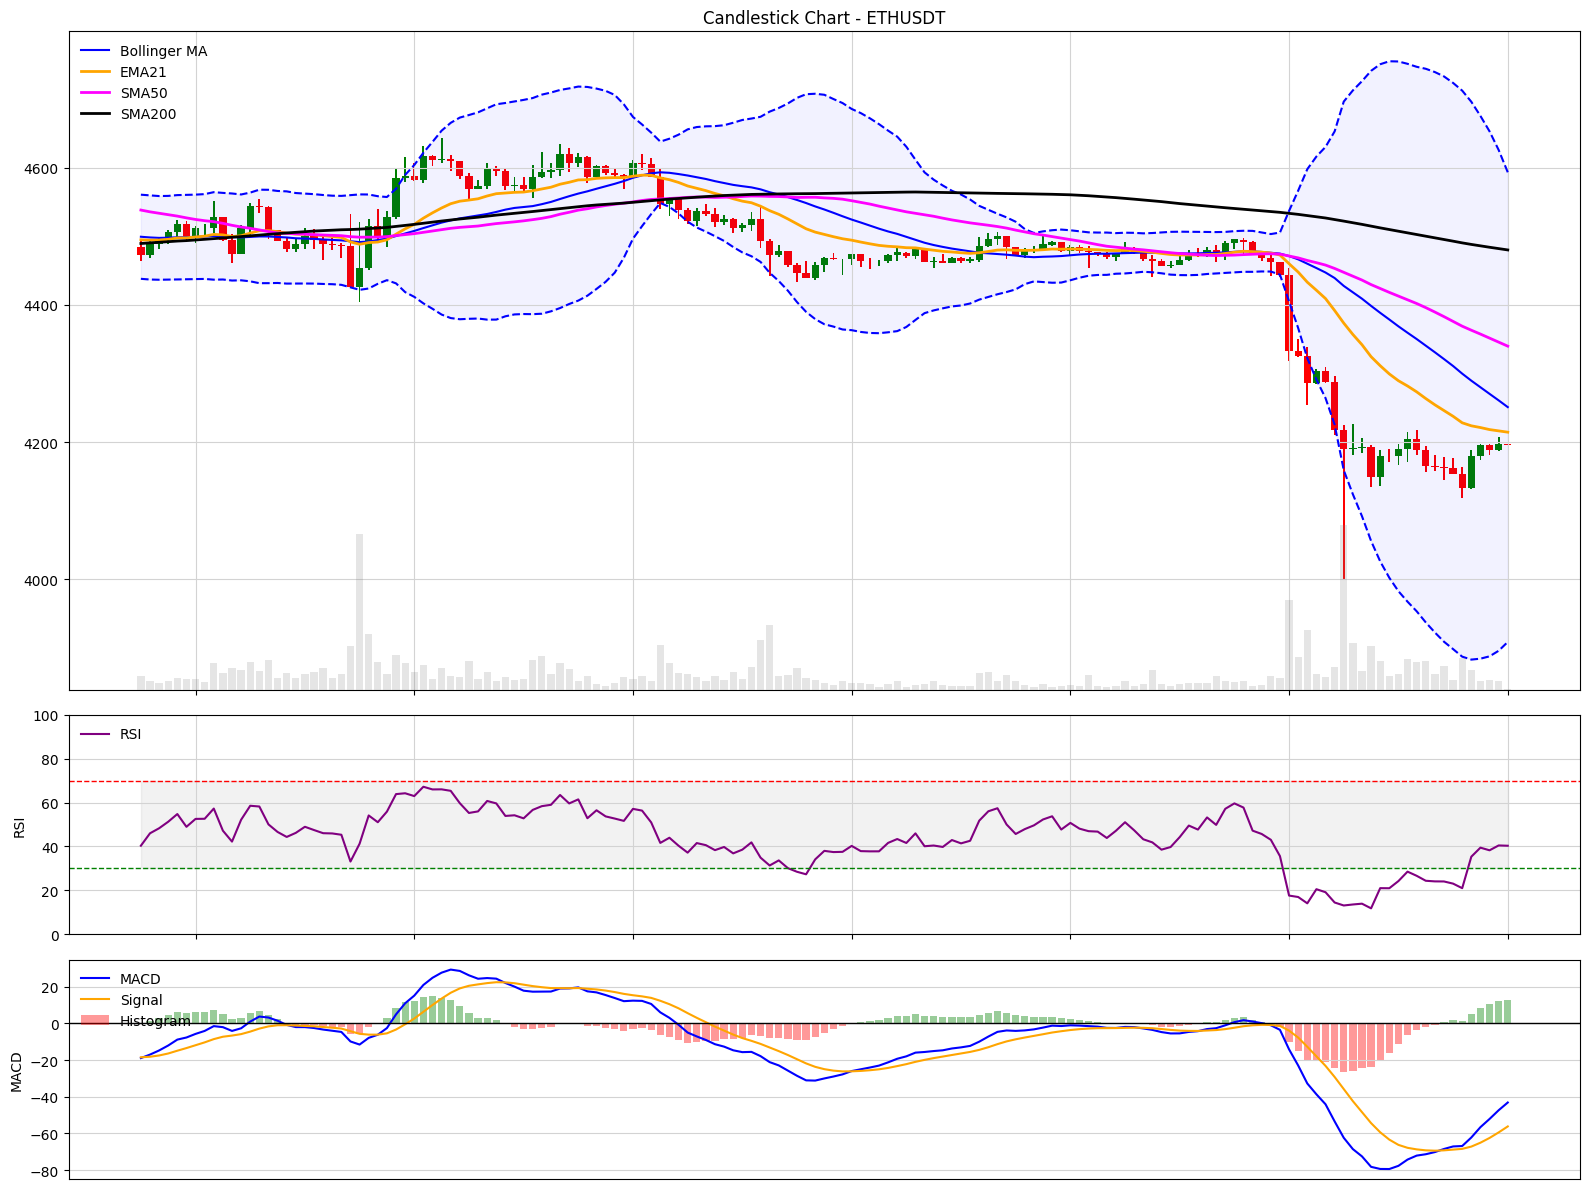 Candlestick Chart - ETHUSDT
Bollinger MA
EMA21
SMA50
SMA200
4600
4400
4200
4000
RSI
100
80
60
40
20
0
RSI
MACD
Signal
Histogram
20
0
−20
−40
−60
−80
MACD